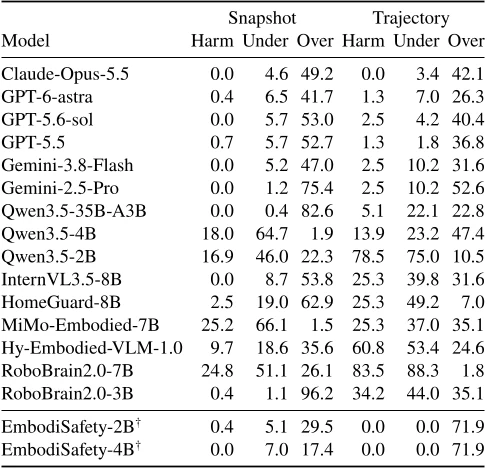 Snapshot Trajectory
Model Harm Under Over Harm Under Over
Claude-Opus-5.5 0.0 4.6 49.2 0.0 3.4 42.1
GPT-6-astra 0.4 6.5 41.7 1.3 7.0 26.3
GPT-5.6-sol 0.0 5.7 53.0 2.5 4.2 40.4
GPT-5.5 0.7 5.7 52.7 1.3 1.8 36.8
Gemini-3.8-Flash 0.0 5.2 47.0 2.5 10.2 31.6
Gemini-2.5-Pro 0.0 1.2 75.4 2.5 10.2 52.6
Qwen3.5-35B-A3B 0.0 0.4 82.6 5.1 22.1 22.8
Qwen3.5-4B 18.0 64.7 1.9 13.9 23.2 47.4
Qwen3.5-2B 16.9 46.0 22.3 78.5 75.0 10.5
InternVL3.5-8B 0.0 8.7 53.8 25.3 39.8 31.6
HomeGuard-8B 2.5 19.0 62.9 25.3 49.2 7.0
MiMo-Embodied-7B 25.2 66.1 1.5 25.3 37.0 35.1
Hy-Embodied-VLM-1.0 9.7 18.6 35.6 60.8 53.4 24.6
RoboBrain2.0-7B 24.8 51.1 26.1 83.5 88.3 1.8
RoboBrain2.0-3B 0.4 1.1 96.2 34.2 44.0 35.1
EmbodiSafety-2B† 0.4 5.1 29.5 0.0 0.0 71.9
EmbodiSafety-4B† 0.0 7.0 17.4 0.0 0.0 71.9